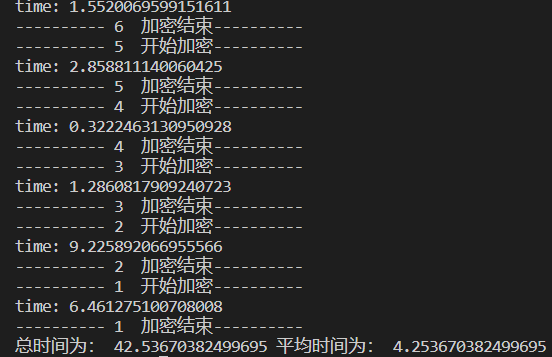 time: 1.5520069599151611
---------- 6  加密结束----------
---------- 5  开始加密----------
time: 2.858811140060425
---------- 5  加密结束----------
---------- 4  开始加密----------
time: 0.3222463130950928
---------- 4  加密结束----------
---------- 3  开始加密----------
time: 1.2860817909240723
---------- 3  加密结束----------
---------- 2  开始加密----------
time: 9.225892066955566
---------- 2  加密结束----------
---------- 1  开始加密----------
time: 6.461275100708008
---------- 1  加密结束----------
总时间为： 42.53670382499695 平均时间为： 4.253670382499695